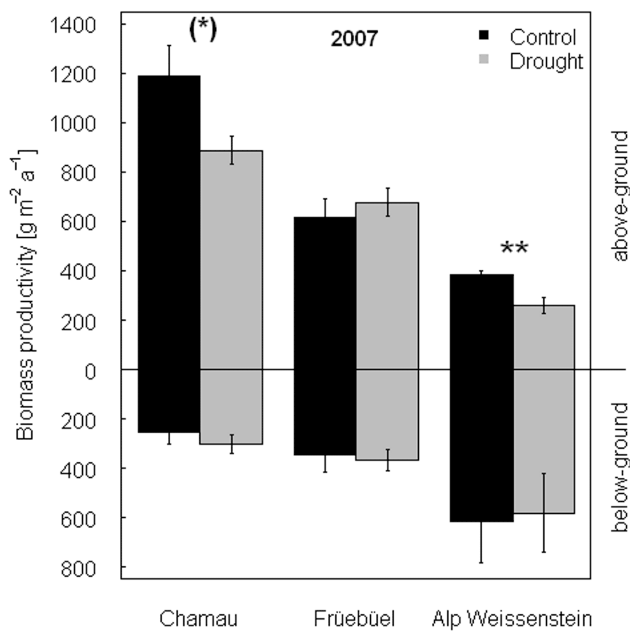 2007
(*)
**
Control
Drought
Biomass productivity [g m⁻² a⁻¹]
1400
1200
1000
800
600
400
200
0
200
400
600
800
above-ground
below-ground
Chamau
Früebüel
Alp Weissenstein